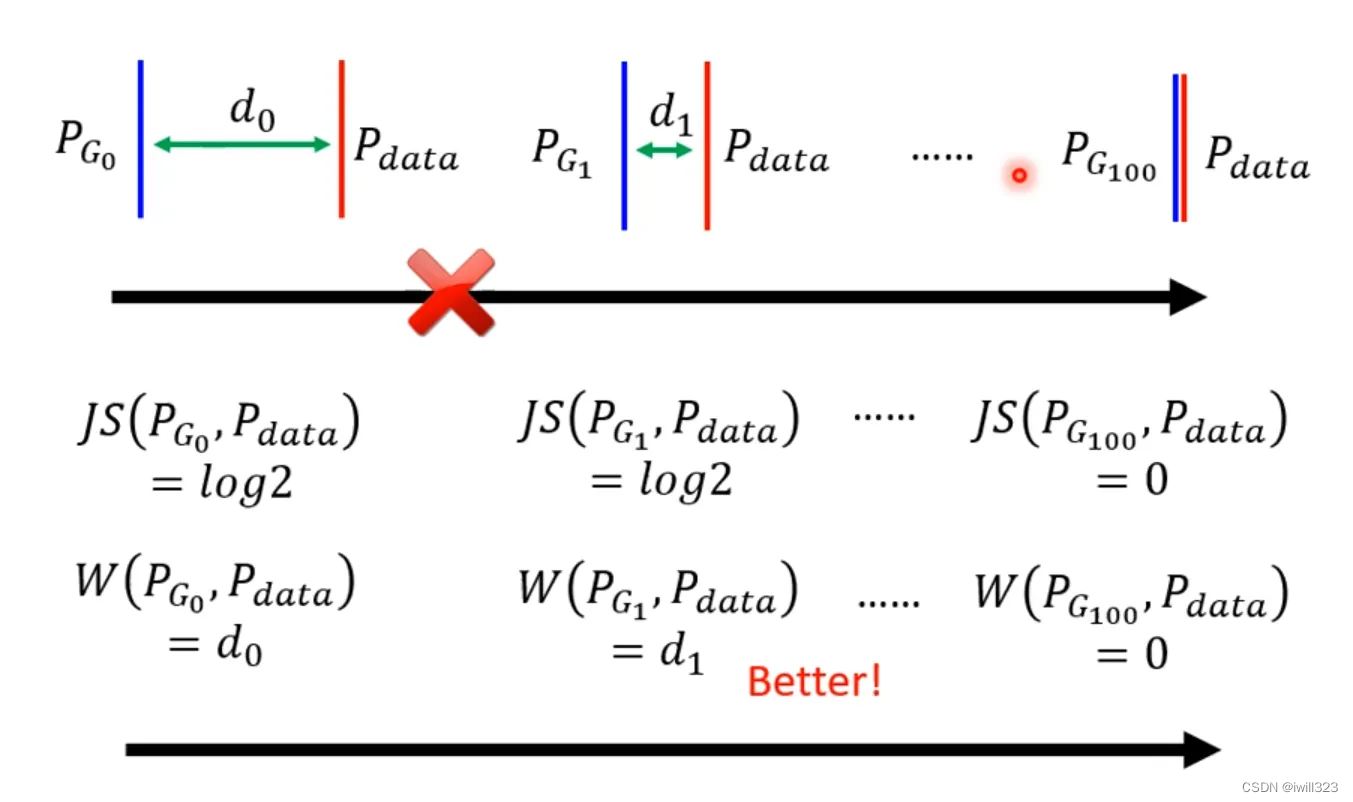 P_{G_0} d_0 P_{data} P_{G_1} d_1 P_{data} …… P_{G_{100}} P_{data}
JS(P_{G_0}, P_{data}) JS(P_{G_1}, P_{data}) …… JS(P_{G_{100}}, P_{data})
= log2 = log2 = 0
W(P_{G_0}, P_{data}) W(P_{G_1}, P_{data}) …… W(P_{G_{100}}, P_{data})
= d_0 = d_1 = 0
Better!
CSDN @iwill323